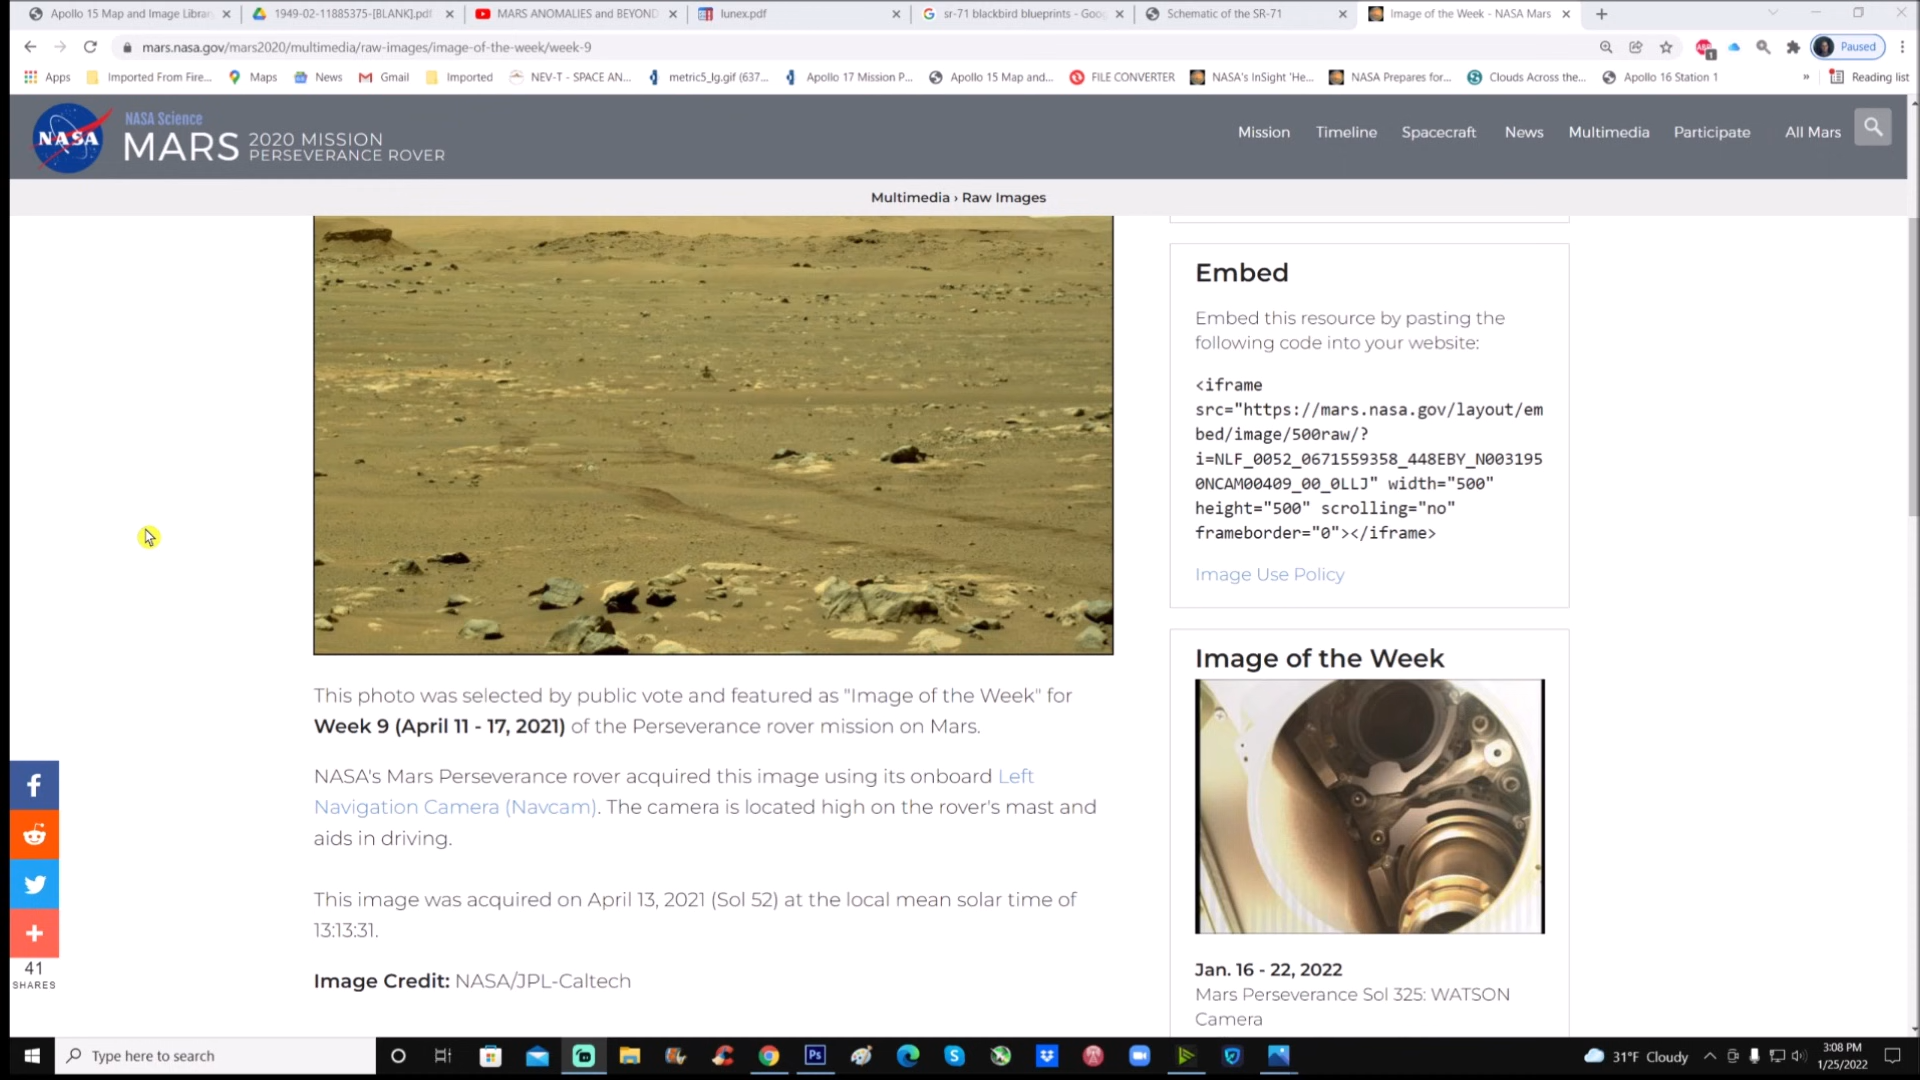 Apollo 15 Map and Image Librar
1949-02-11885375-[BLANK].pdf
MARS ANOMALIES and BEYOND
lunex.pdf
sr-71 blackbird blueprints - Goog
Schematic of the SR-71
Image of the Week - NASA Mars
mars.nasa.gov/mars2020/multimedia/raw-images/image-of-the-week/week-9
Paused
Apps
Imported From Fire...
Maps
News
Gmail
Imported
NEV-T - SPACE AN...
metric5_lg.gif (637...
Apollo 17 Mission P...
Apollo 15 Map and...
FILE CONVERTER
NASA's InSight 'He...
NASA Prepares for...
Clouds Across the...
Apollo 16 Station 1
»
Reading list
NASA
NASA Science
MARS
2020 MISSION
PERSEVERANCE ROVER
Mission
Timeline
Spacecraft
News
Multimedia
Participate
All Mars
Multimedia › Raw Images
This photo was selected by public vote and featured as "Image of the Week" for
Week 9 (April 11 - 17, 2021) of the Perseverance rover mission on Mars.
NASA's Mars Perseverance rover acquired this image using its onboard Left
Navigation Camera (Navcam). The camera is located high on the rover's mast and
aids in driving.
This image was acquired on April 13, 2021 (Sol 52) at the local mean solar time of
13:13:31.
Image Credit: NASA/JPL-Caltech
41
SHARES
Embed
Embed this resource by pasting the
following code into your website:
<iframe
src="https://mars.nasa.gov/layout/em
bed/image/500raw/?
i=NLF_0052_0671559358_448EBY_N003195
0NCAM00409_00_0LLJ" width="500"
height="500" scrolling="no"
frameborder="0"></iframe>
Image Use Policy
Image of the Week
Jan. 16 - 22, 2022
Mars Perseverance Sol 325: WATSON
Camera
Type here to search
Ps
31°F Cloudy
3:08 PM
1/25/2022